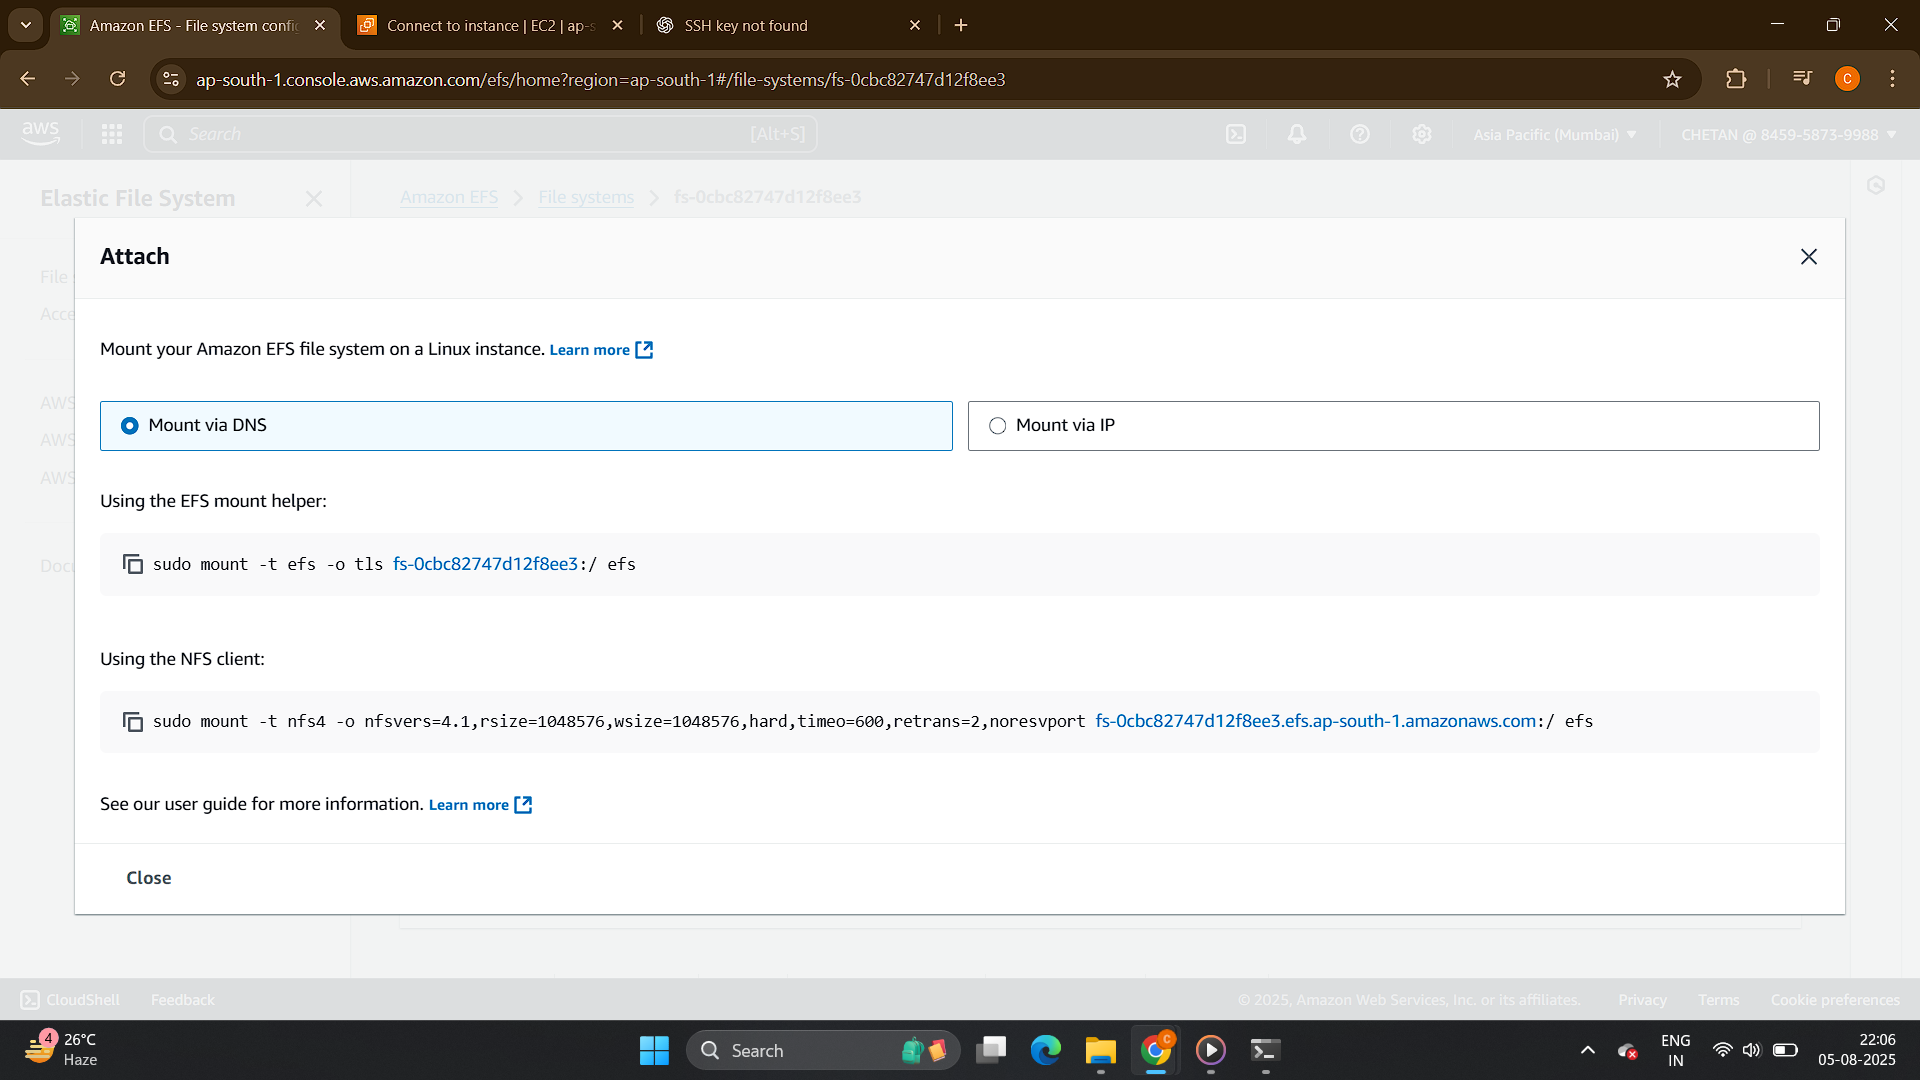 Amazon EFS - File system confi
Connect to instance | EC2 | ap-s
SSH key not found
ap-south-1.console.aws.amazon.com/efs/home?region=ap-south-1#/file-systems/fs-0cbc82747d12f8ee3
C
aws
Search
[Alt+S]
Asia Pacific (Mumbai)
CHETAN @ 8459-5873-9988
Elastic File System
Amazon EFS
File systems
fs-0cbc82747d12f8ee3
Attach
File
Acce
Mount your Amazon EFS file system on a Linux instance. Learn more
AWS
Mount via DNS
Mount via IP
AWS
AWS
Using the EFS mount helper:
Docu
sudo mount -t efs -o tls fs-0cbc82747d12f8ee3:/ efs
Using the NFS client:
sudo mount -t nfs4 -o nfsvers=4.1,rsize=1048576,wsize=1048576,hard,timeo=600,retrans=2,noresvport fs-0cbc82747d12f8ee3.efs.ap-south-1.amazonaws.com:/ efs
See our user guide for more information. Learn more
Close
CloudShell
Feedback
© 2025, Amazon Web Services, Inc. or its affiliates.
Privacy
Terms
Cookie preferences
4
26°C
Haze
Search
C
ENG
IN
22:06
05-08-2025